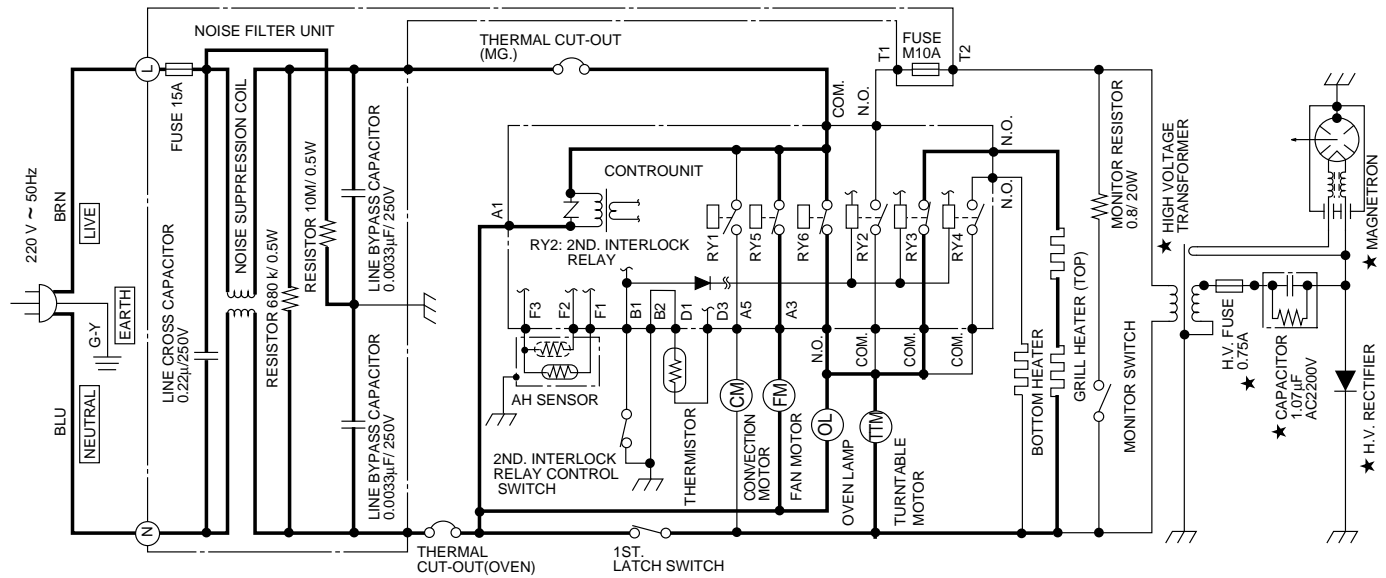 NOISE FILTER UNIT
THERMAL CUT-OUT
(MG.)
FUSE
M10A
T1
T2
L
FUSE 15A
220 V ~ 50Hz
BRN
LIVE
G-Y
EARTH
BLU
NEUTRAL
N
LINE CROSS CAPACITOR
0.22µ/250V
NOISE SUPPRESSION COIL
RESISTOR 680 k/ 0.5W
RESISTOR 10M/ 0.5W
LINE BYPASS CAPACITOR
0.0033µF/ 250V
LINE BYPASS CAPACITOR
0.0033µF/ 250V
COM.
N.O.
N.O.
N.O.
CONTROUNIT
A1
RY2: 2ND. INTERLOCK
RELAY
RY1
RY5
RY6
RY2
RY3
RY4
F3
F2
F1
B1
B2
D1
D3
A5
A3
N.O.
COM.
COM.
COM.
AH SENSOR
2ND. INTERLOCK
RELAY CONTROL
SWITCH
THERMISTOR
CM
CONVECTION
MOTOR
FM
FAN MOTOR
OL
OVEN LAMP
TTM
TURNTABLE
MOTOR
BOTTOM HEATER
GRILL HEATER (TOP)
MONITOR RESISTOR
0.8/ 20W
MONITOR SWITCH
★ HIGH VOLTAGE
TRANSFORMER
H.V. FUSE
0.75A
★
★ CAPACITOR
1.07µF
AC2200V
★ H.V. RECTIFIER
★ MAGNETRON
THERMAL
CUT-OUT(OVEN)
1ST.
LATCH SWITCH